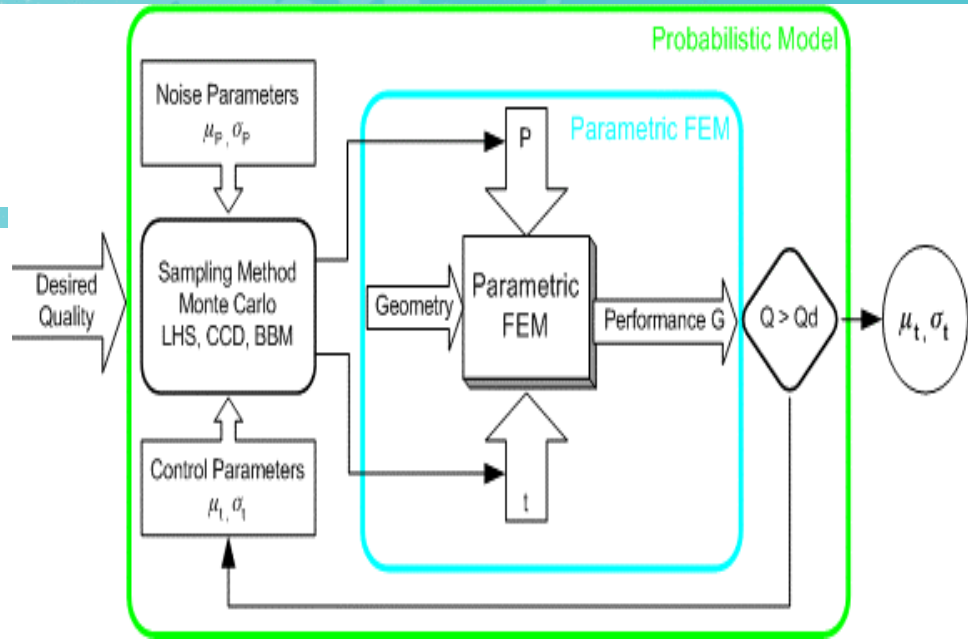 Probabilistic Model
Noise Parameters
μP, σP
Parametric FEM
P
Desired
Quality
Sampling Method
Monte Carlo
LHS, CCD, BBM
Geometry
Parametric
FEM
Performance G
Q > Qd
μt, σt
Control Parameters
μt, σt
t